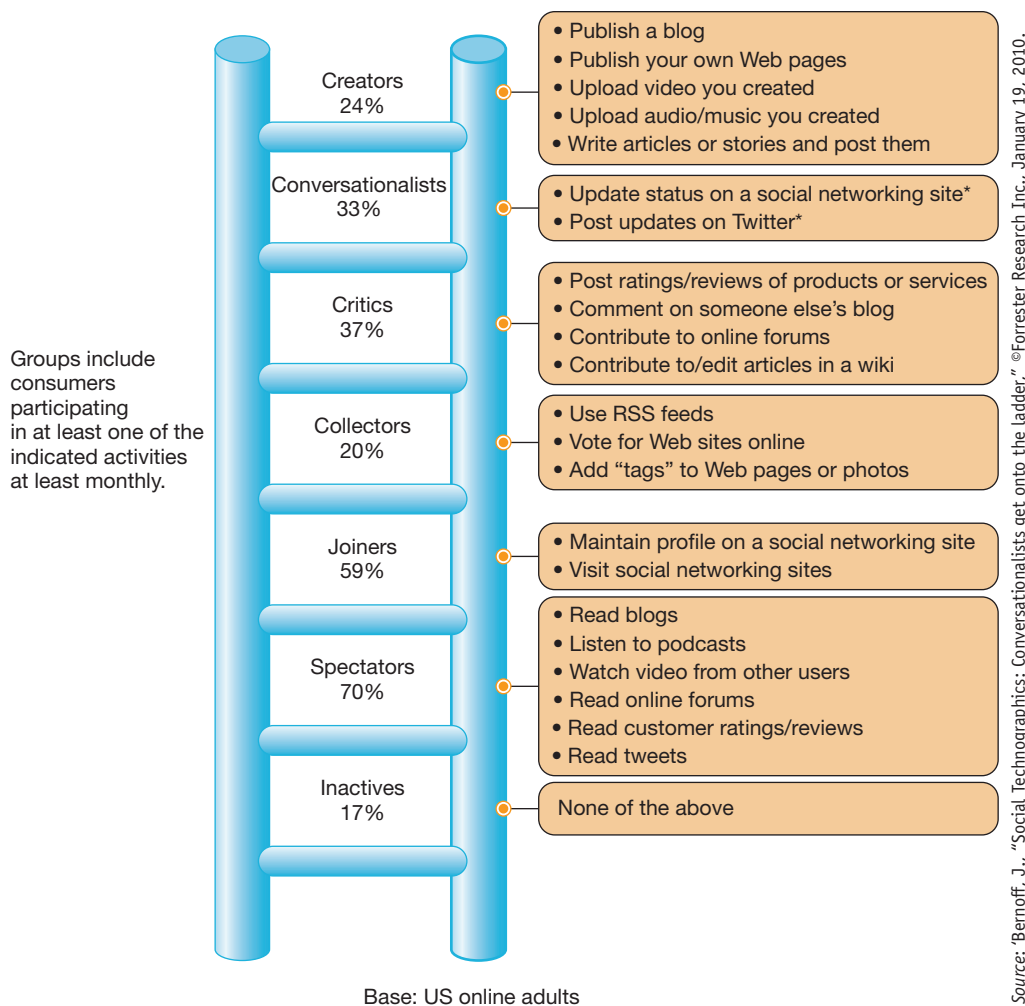 Creators
24%
• Publish a blog
• Publish your own Web pages
• Upload video you created
• Upload audio/music you created
• Write articles or stories and post them
Conversationalists
33%
• Update status on a social networking site*
• Post updates on Twitter*
Critics
37%
• Post ratings/reviews of products or services
• Comment on someone else's blog
• Contribute to online forums
• Contribute to/edit articles in a wiki
Groups include
consumers
participating
in at least one of the
indicated activities
at least monthly.
Collectors
20%
• Use RSS feeds
• Vote for Web sites online
• Add “tags” to Web pages or photos
Joiners
59%
• Maintain profile on a social networking site
• Visit social networking sites
Spectators
70%
• Read blogs
• Listen to podcasts
• Watch video from other users
• Read online forums
• Read customer ratings/reviews
• Read tweets
Inactives
17%
None of the above
Base: US online adults
Source: ‘Bernoff, J., “Social Technographics: Conversationalists get onto the ladder,” ©Forrester Research Inc., January 19, 2010.